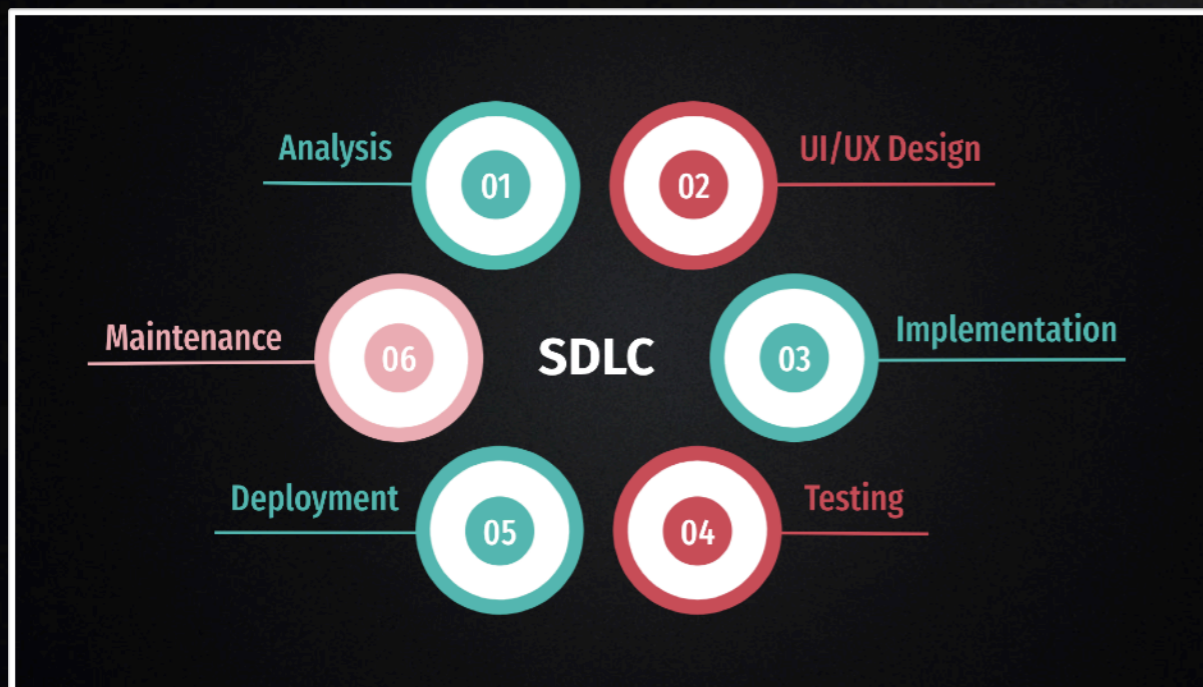 Analysis
01
02
UI/UX Design
Maintenance
06
SDLC
03
Implementation
Deployment
05
04
Testing